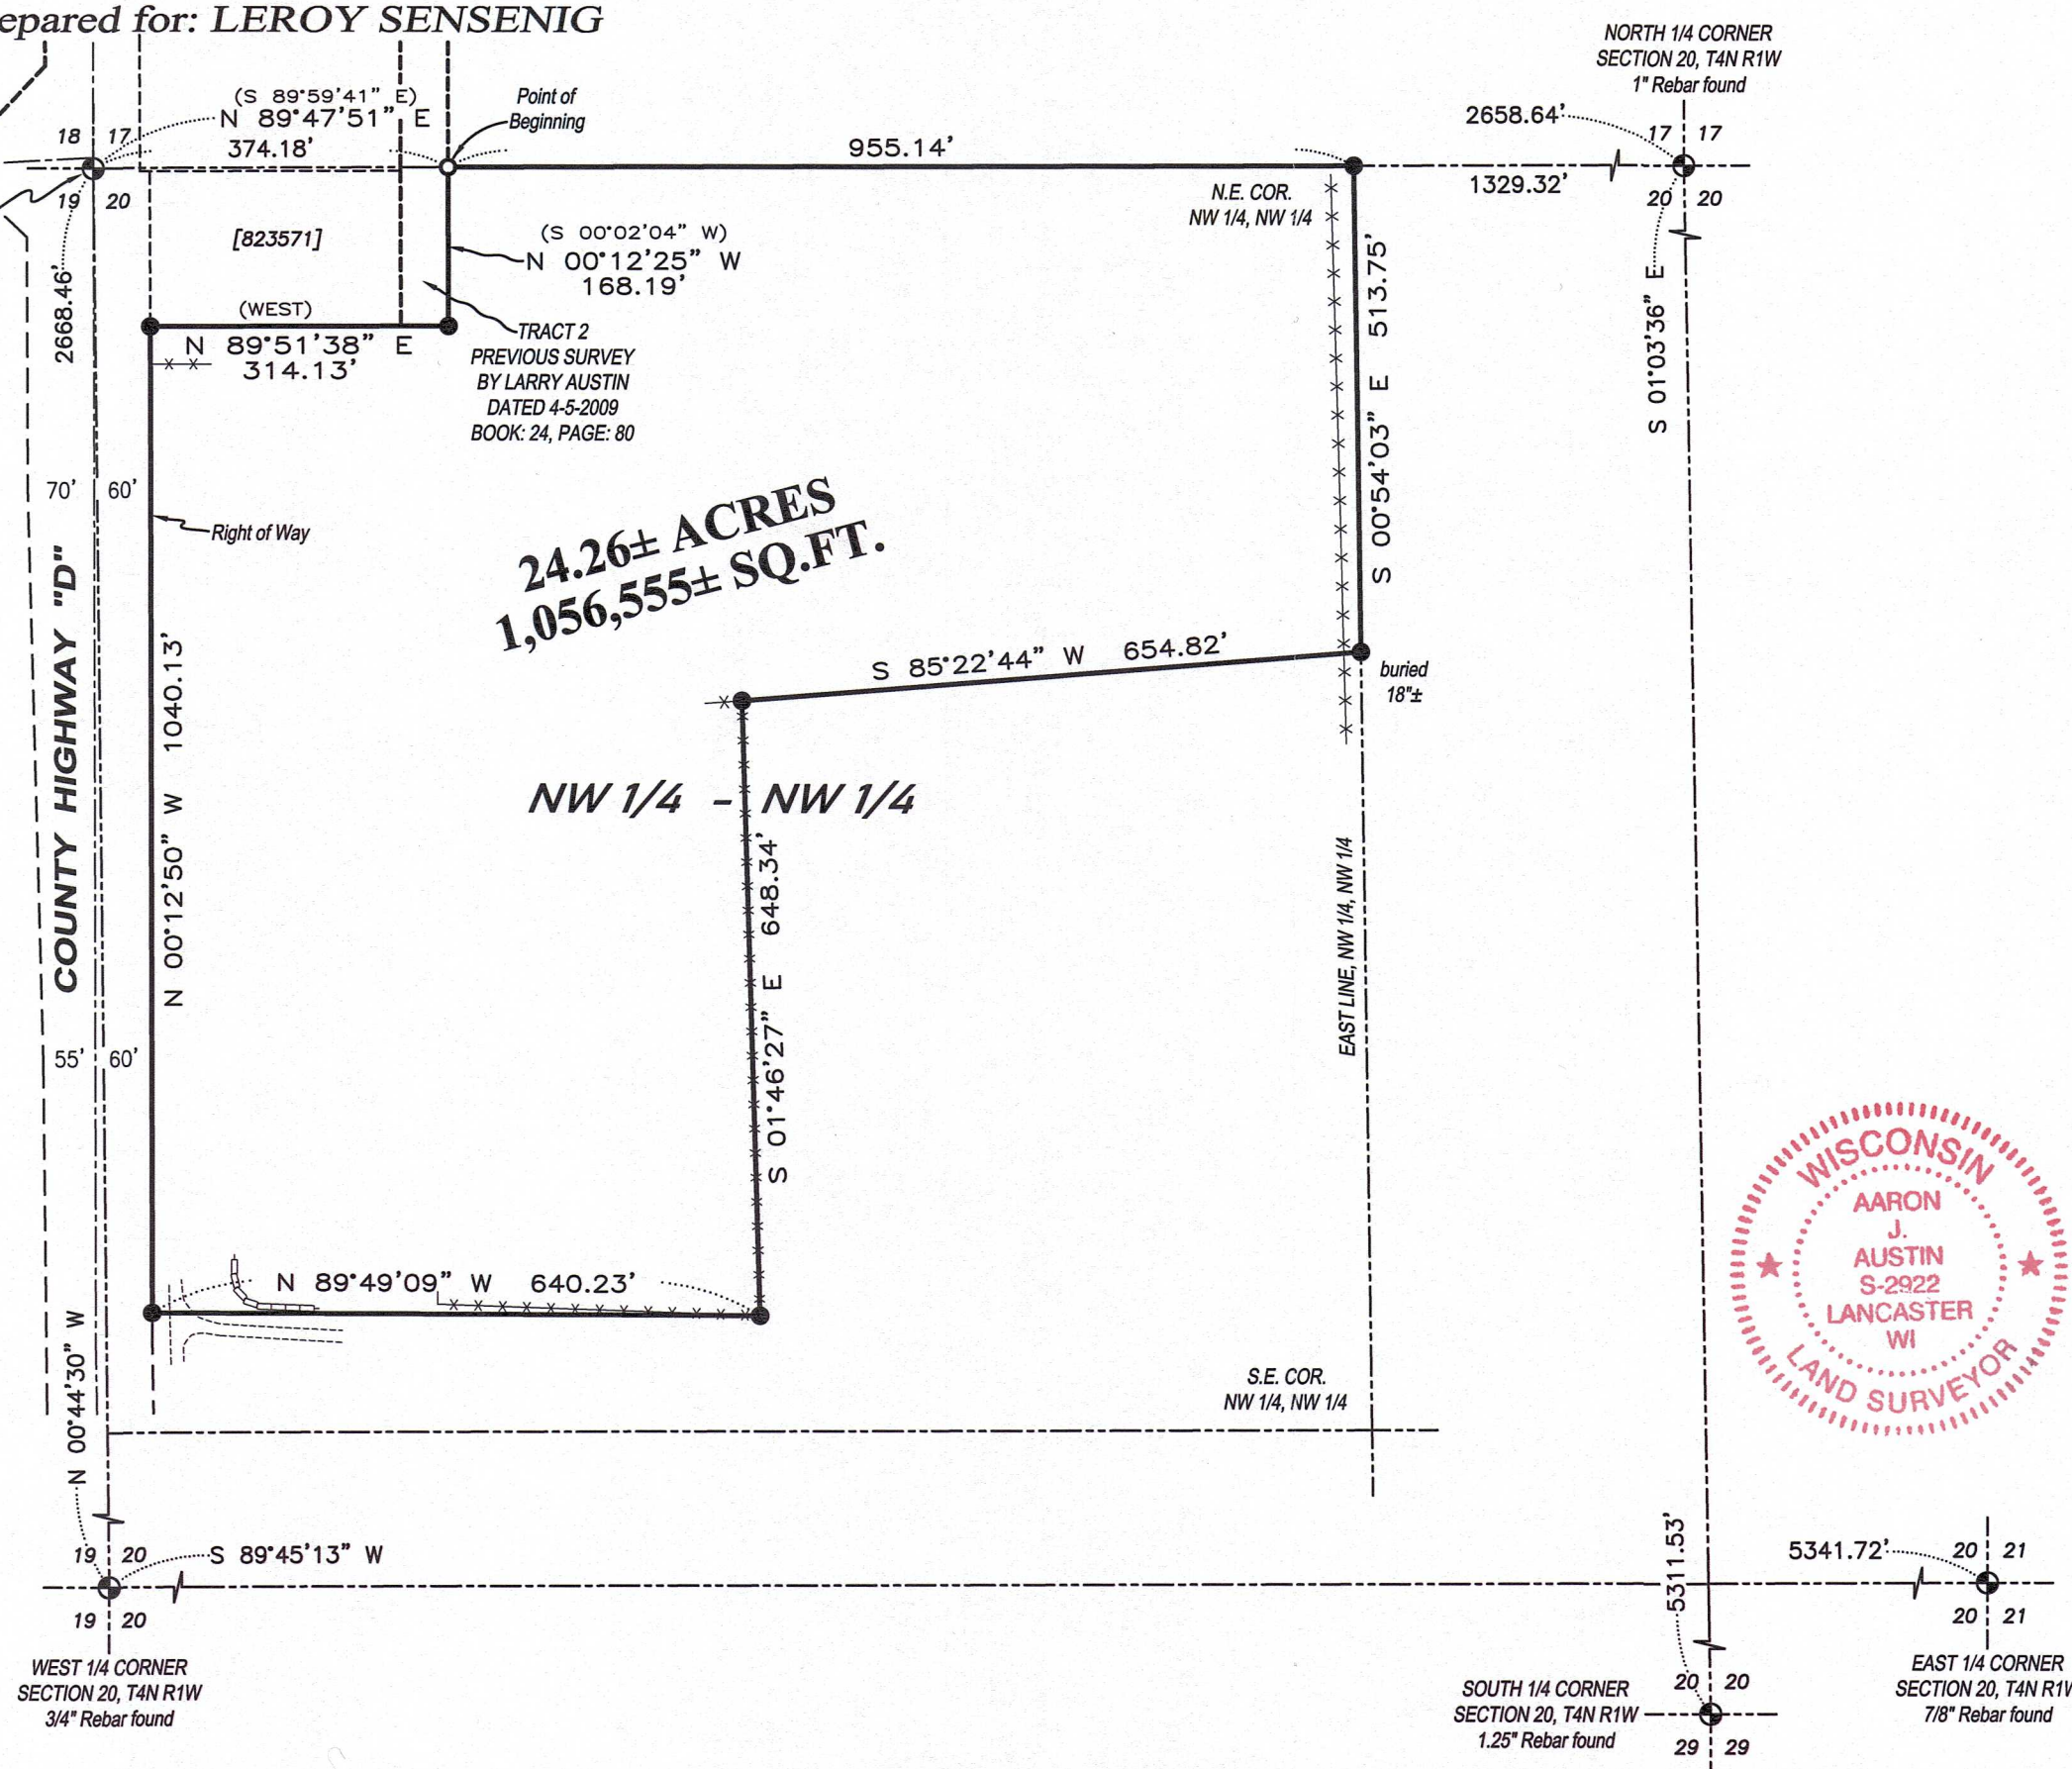 epared for: LEROY SENSENIG
NORTH 1/4 CORNER
SECTION 20, T4N R1W
1" Rebar found
(S 89°59'41" E)
N 89°47'51" E
374.18'
Point of
Beginning
955.14'
2658.64'
1329.32'
18 17
19 20
17 17
20 20
N.E. COR.
NW 1/4, NW 1/4
[823571]
(S 00°02'04" W)
N 00°12'25" W
168.19'
2668.46'
(WEST)
N 89°51'38" E
314.13'
TRACT 2
PREVIOUS SURVEY
BY LARRY AUSTIN
DATED 4-5-2009
BOOK: 24, PAGE: 80
S 00°54'03" E 513.75'
S 01°03'36" E
70' 60'
Right of Way
24.26± ACRES
1,056,555± SQ.FT.
COUNTY HIGHWAY "D"
N 00°12'50" W 1040.13'
S 85°22'44" W 654.82'
buried
18"±
NW 1/4 - NW 1/4
S 01°46'27" E 648.34'
EAST LINE, NW 1/4, NW 1/4
55' 60'
N 89°49'09" W 640.23'
N 00°44'30" W
S.E. COR.
NW 1/4, NW 1/4
WISCONSIN
AARON
J.
AUSTIN
S-2922
LANCASTER
WI
LAND SURVEYOR
19 20
S 89°45'13" W
19 20
WEST 1/4 CORNER
SECTION 20, T4N R1W
3/4" Rebar found
5311.53'
5341.72'
20 21
20 21
20 20
29 29
SOUTH 1/4 CORNER
SECTION 20, T4N R1W
1.25" Rebar found
EAST 1/4 CORNER
SECTION 20, T4N R1W
7/8" Rebar found